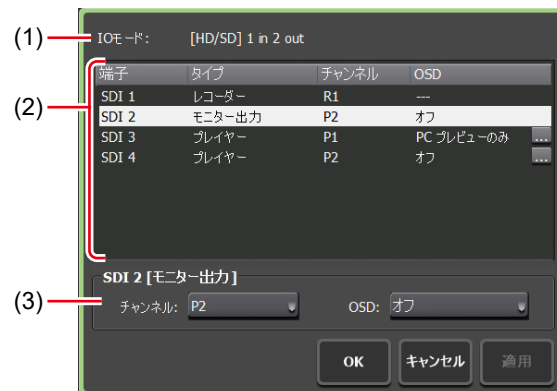 (1) IOモード: [HD/SD] 1 in 2 out
(2)
端子 タイプ チャンネル OSD
SDI 1 レコーダー R1 ---
SDI 2 モニター出力 P2 オフ
SDI 3 プレイヤー P1 PC プレビューのみ ...
SDI 4 プレイヤー P2 オフ ...
SDI 2 [モニター出力]
(3) チャンネル: P2 OSD: オフ
OK キャンセル 適用